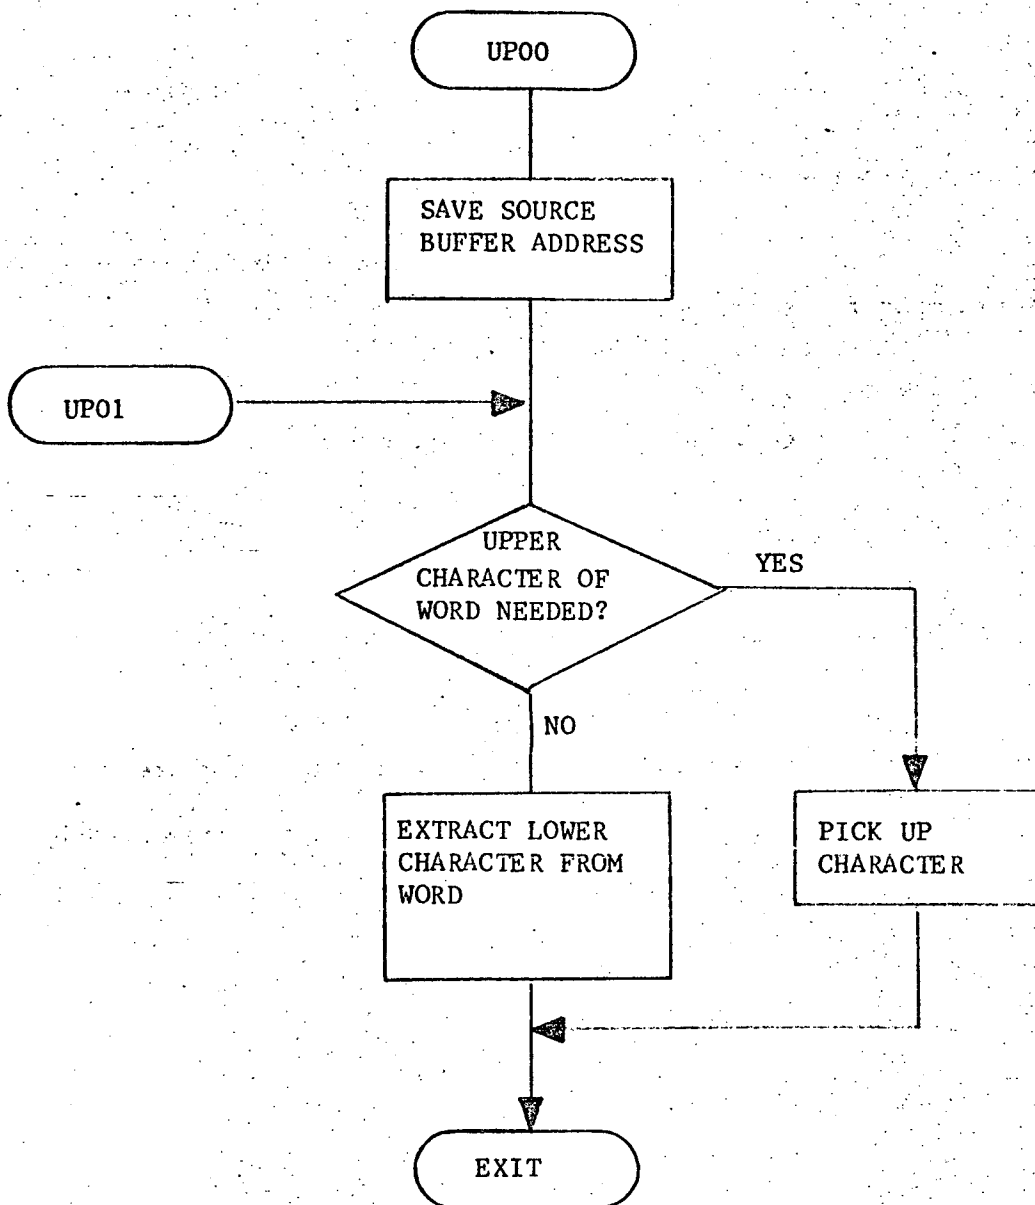 UP00
SAVE SOURCE
BUFFER ADDRESS
UP01
UPPER
CHARACTER OF
WORD NEEDED?
YES
NO
EXTRACT LOWER
CHARACTER FROM
WORD
PICK UP
CHARACTER
EXIT